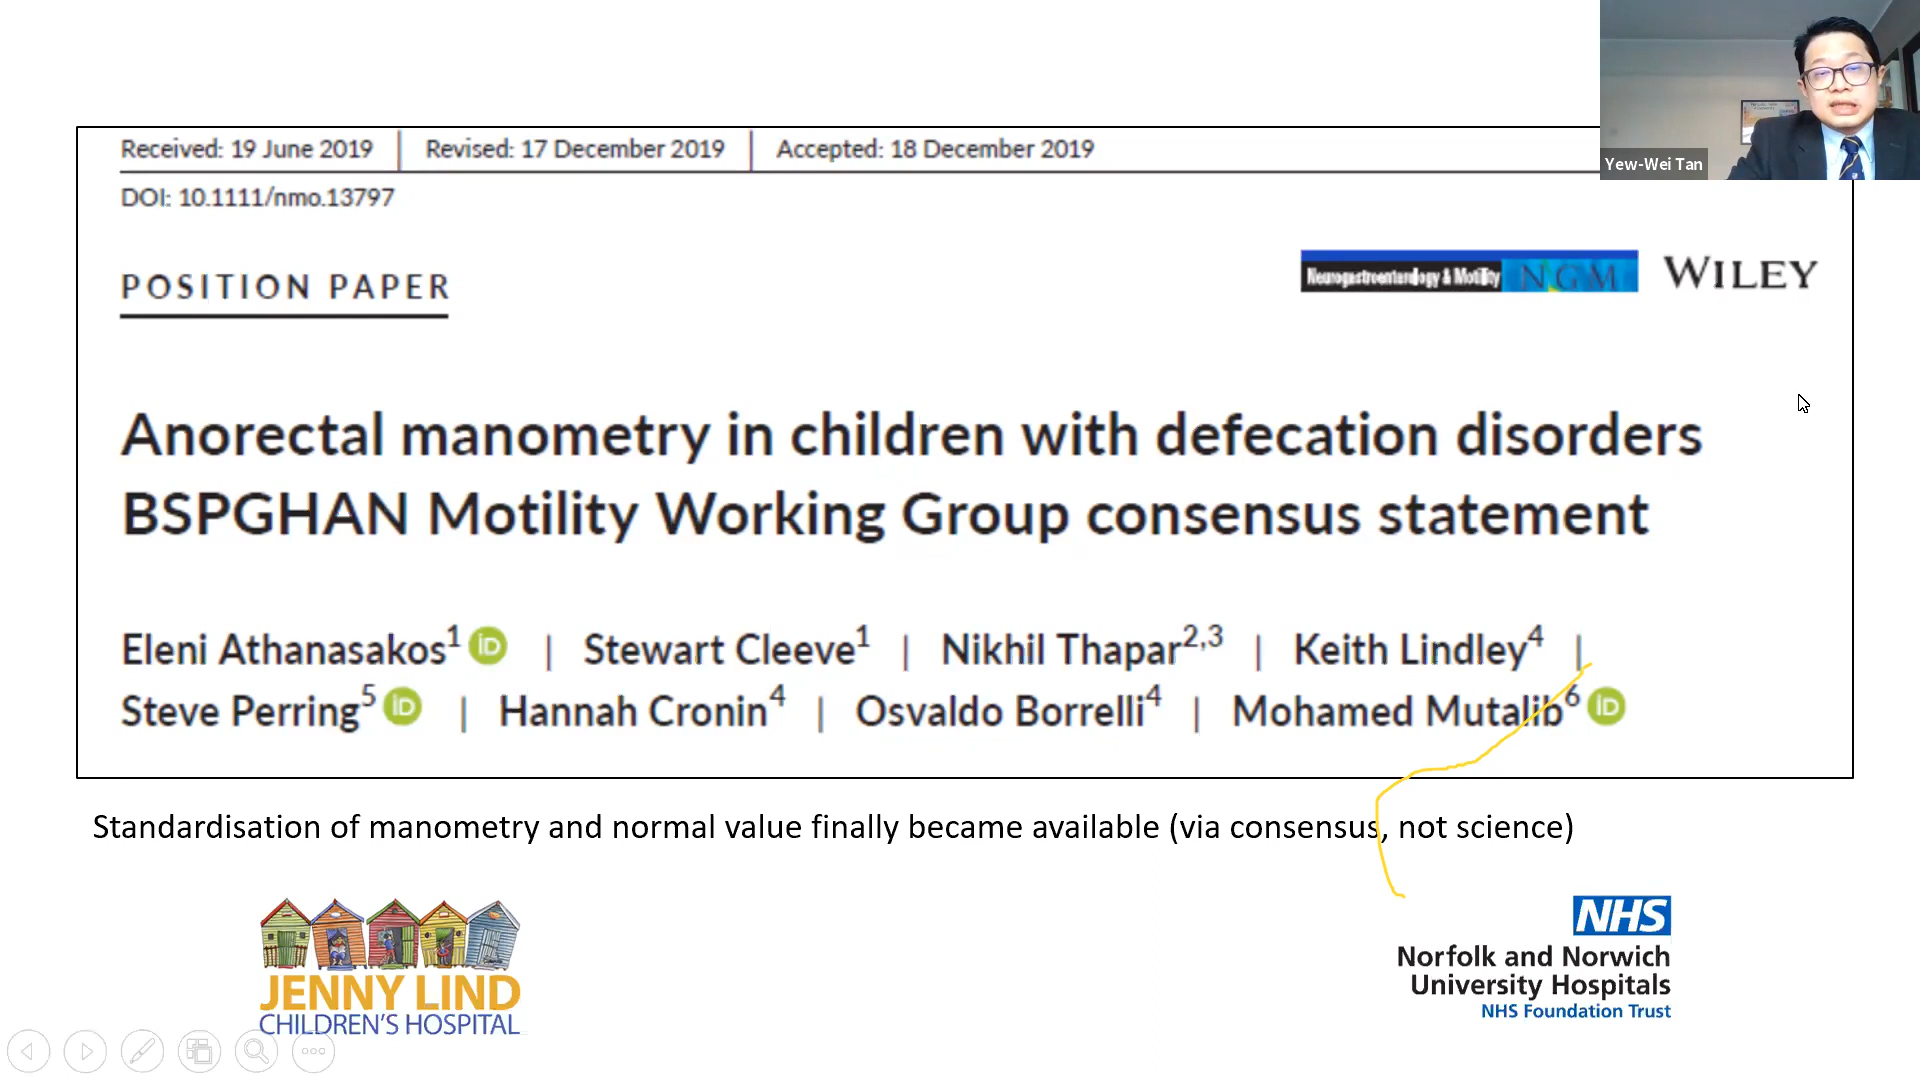 Yew-Wei Tan
Received: 19 June 2019 | Revised: 17 December 2019 | Accepted: 18 December 2019
DOI: 10.1111/nmo.13797
POSITION PAPER
Neurogastroenterology & Motility NGM WILEY
Anorectal manometry in children with defecation disorders
BSPGHAN Motility Working Group consensus statement
Eleni Athanasakos1 iD | Stewart Cleeve1 | Nikhil Thapar2,3 | Keith Lindley4 |
Steve Perring5 iD | Hannah Cronin4 | Osvaldo Borrelli4 | Mohamed Mutalib6 iD
Standardisation of manometry and normal value finally became available (via consensus, not science)
JENNY LIND
CHILDREN'S HOSPITAL
NHS
Norfolk and Norwich
University Hospitals
NHS Foundation Trust